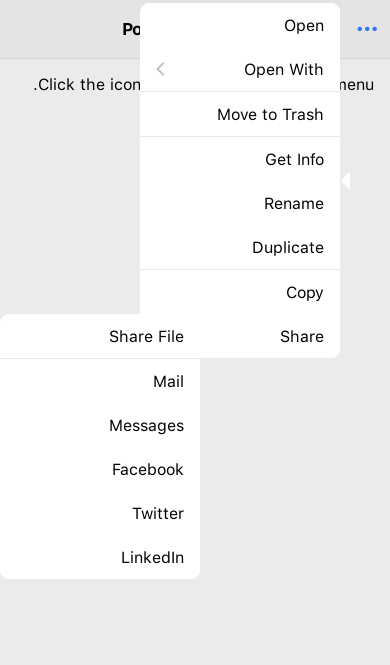 Po
.Click the icon
menu
Open
Open With
Move to Trash
Get Info
Rename
Duplicate
Copy
Share
Share File
Mail
Messages
Facebook
Twitter
LinkedIn